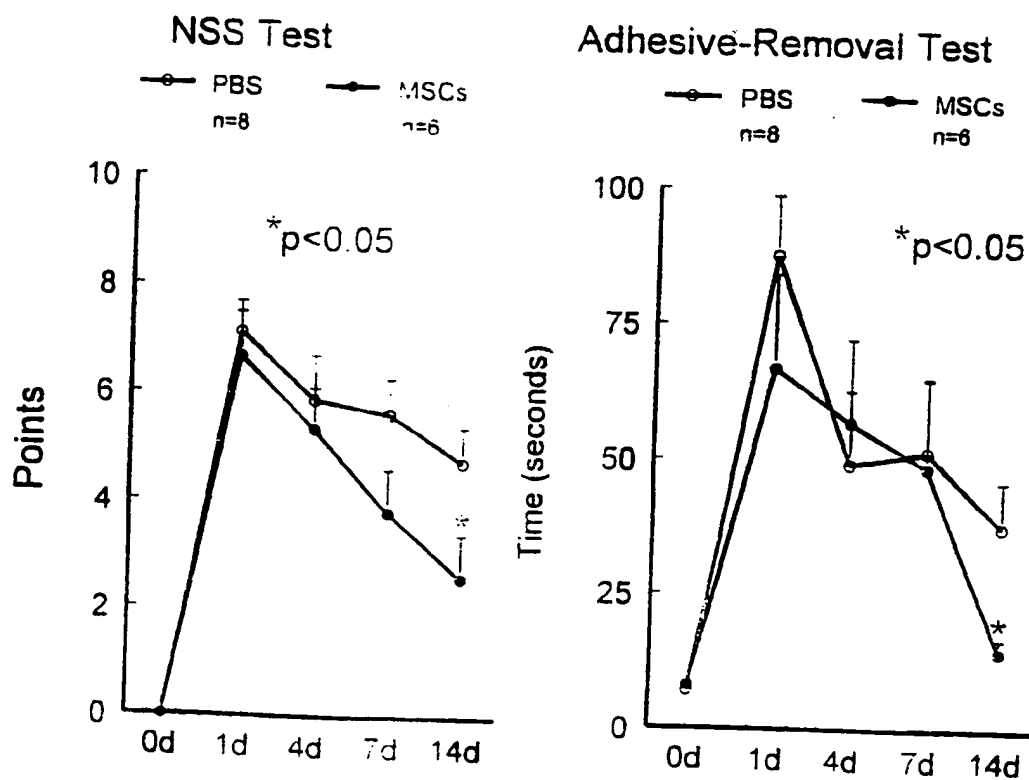 NSS Test
PBS MSCs
n=8 n=6
10
8
6
4
2
0
Points
*p<0.05
*
0d 1d 4d 7d 14d
Adhesive-Removal Test
PBS MSCs
n=8 n=6
100
75
50
25
0
Time (seconds)
*p<0.05
*
0d 1d 4d 7d 14d